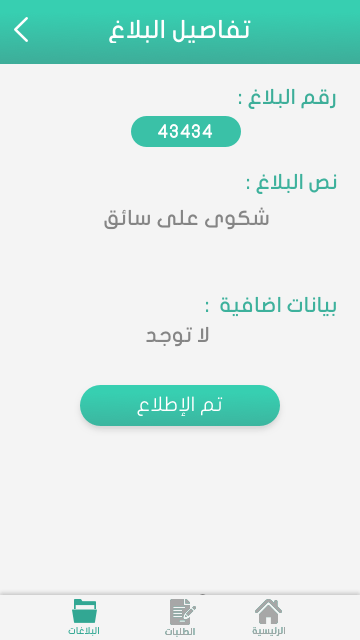 تفاصيل البلاغ
رقم البلاغ :
43434
نص البلاغ :
شكوى على سائق
بيانات اضافية :
لا توجد
تم الإطلاع
الرئيسية
الطلبات
البلاغات